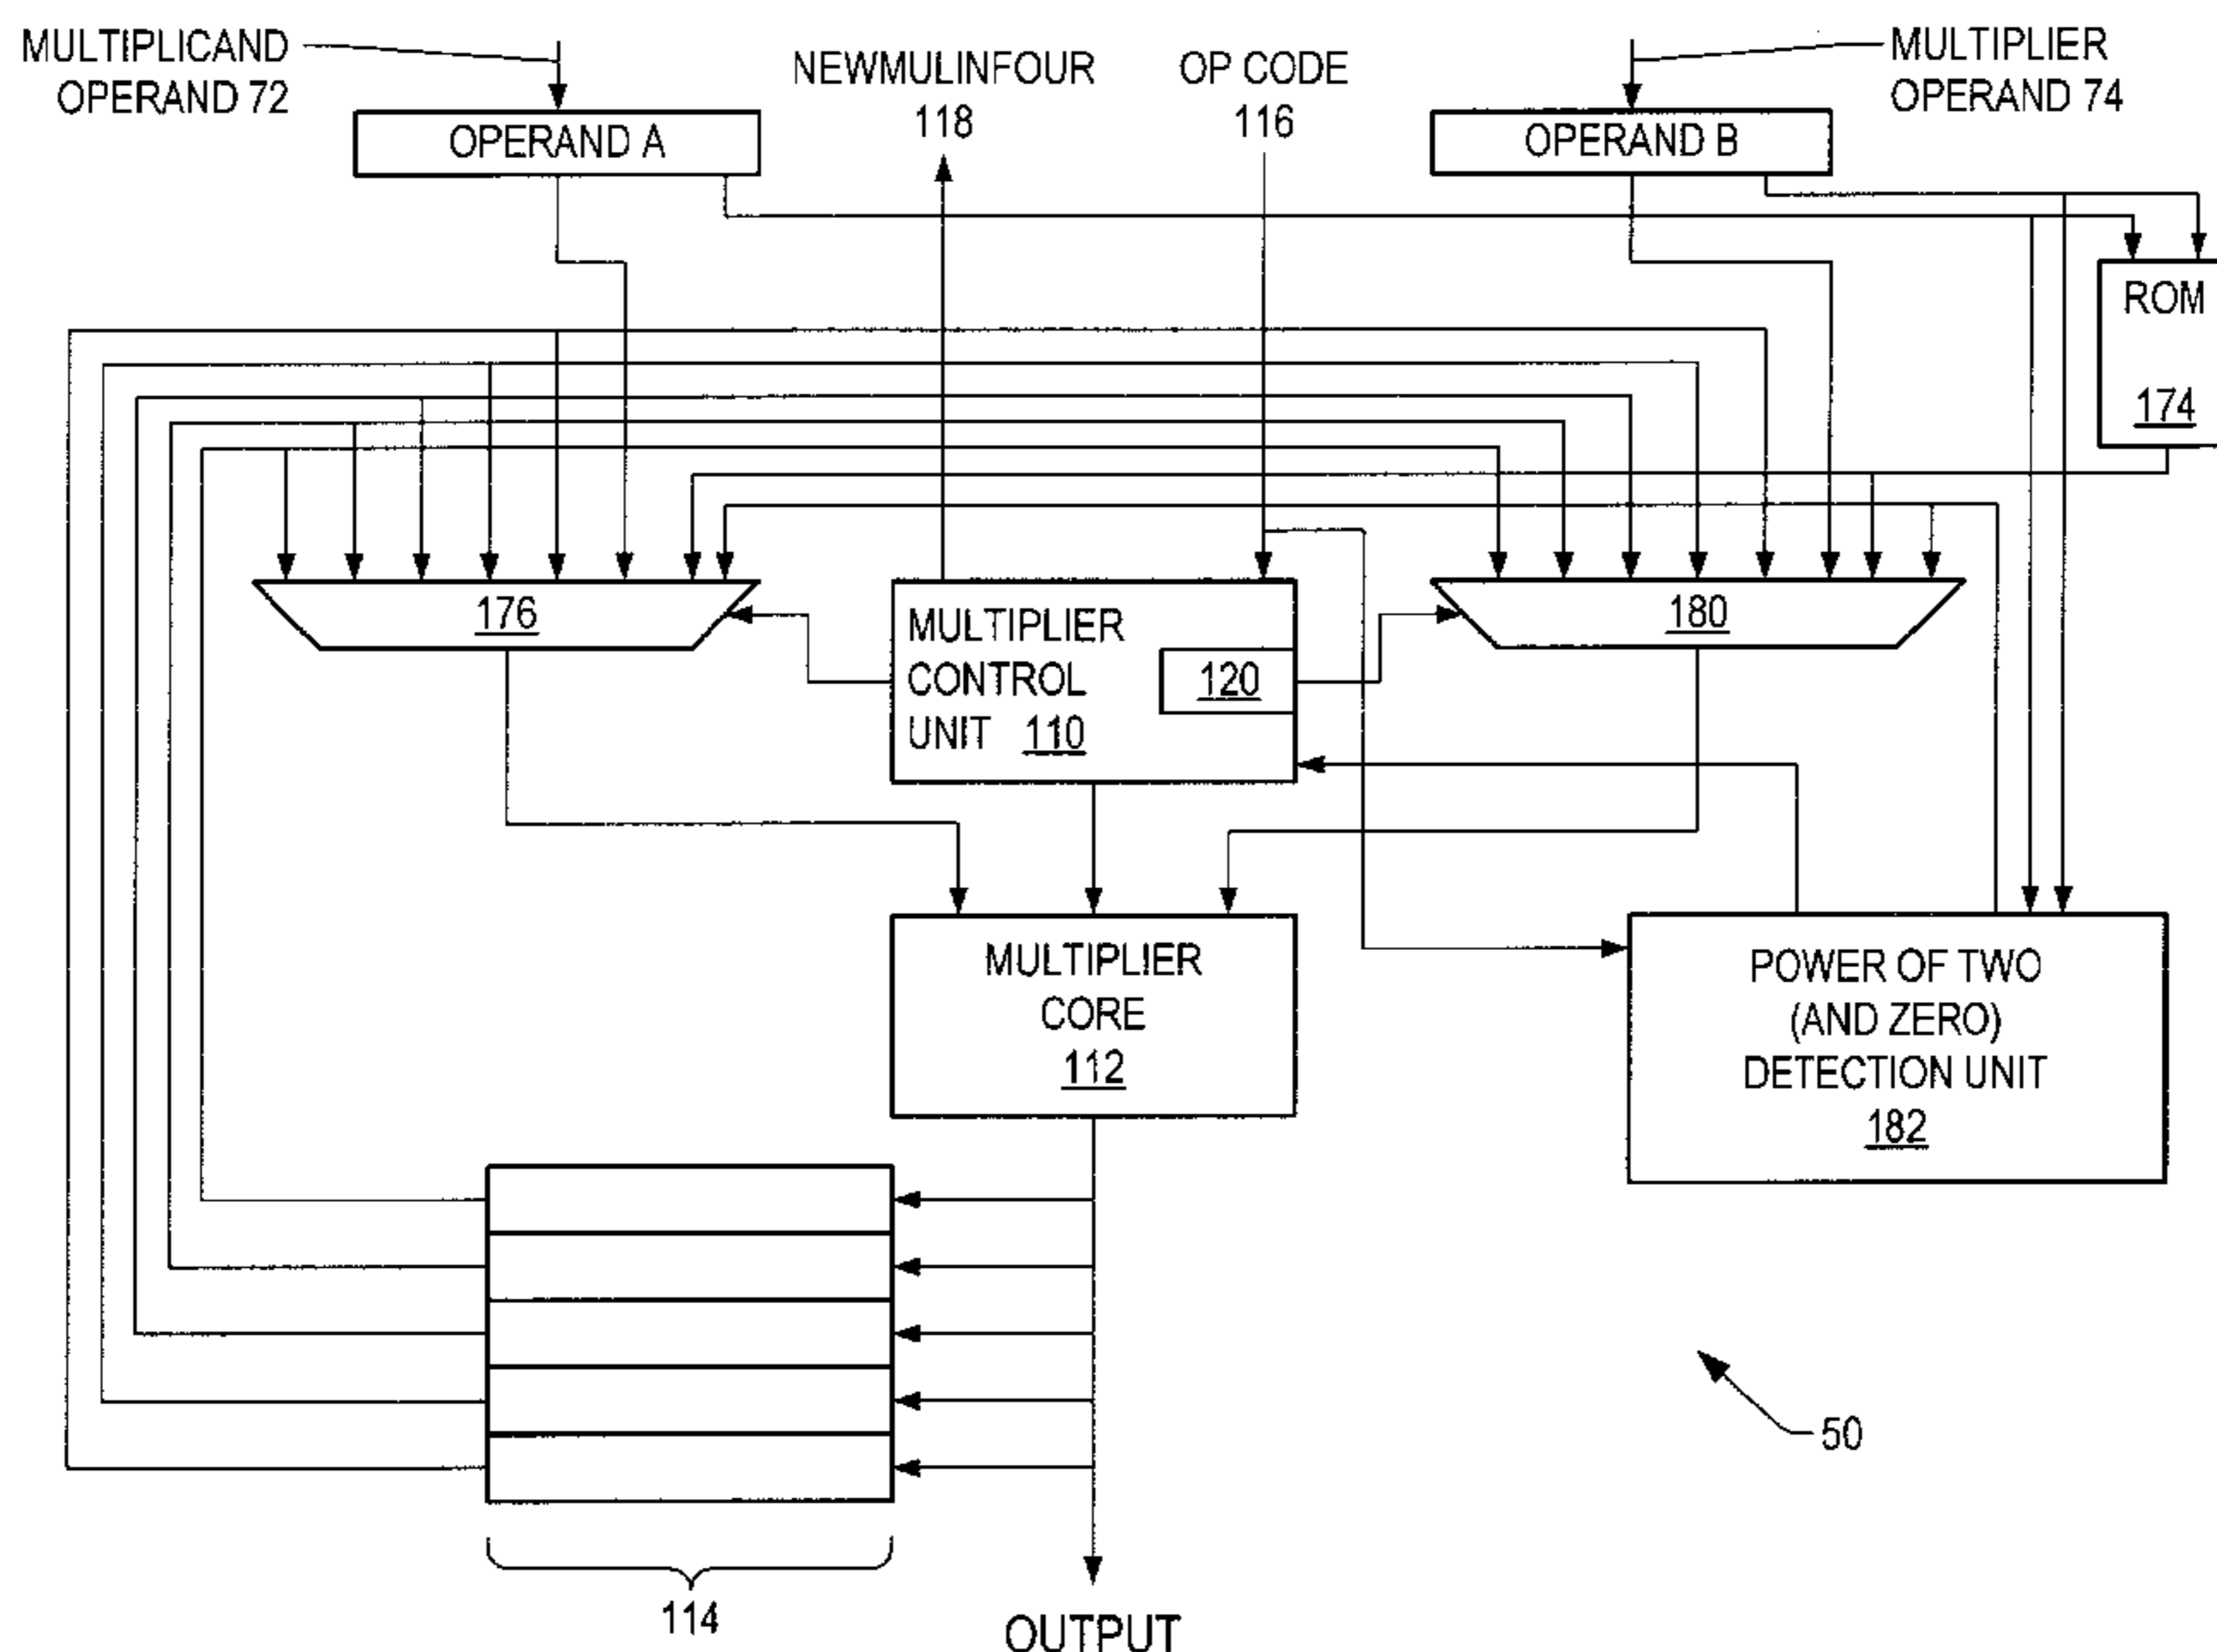 MULTIPLICAND
OPERAND 72
NEWMULINFOUR
118
OP CODE
116
MULTIPLIER
OPERAND 74
OPERAND A
OPERAND B
ROM
174
176
MULTIPLIER
CONTROL
UNIT 110
120
180
MULTIPLIER
CORE
112
POWER OF TWO
(AND ZERO)
DETECTION UNIT
182
50
114
OUTPUT